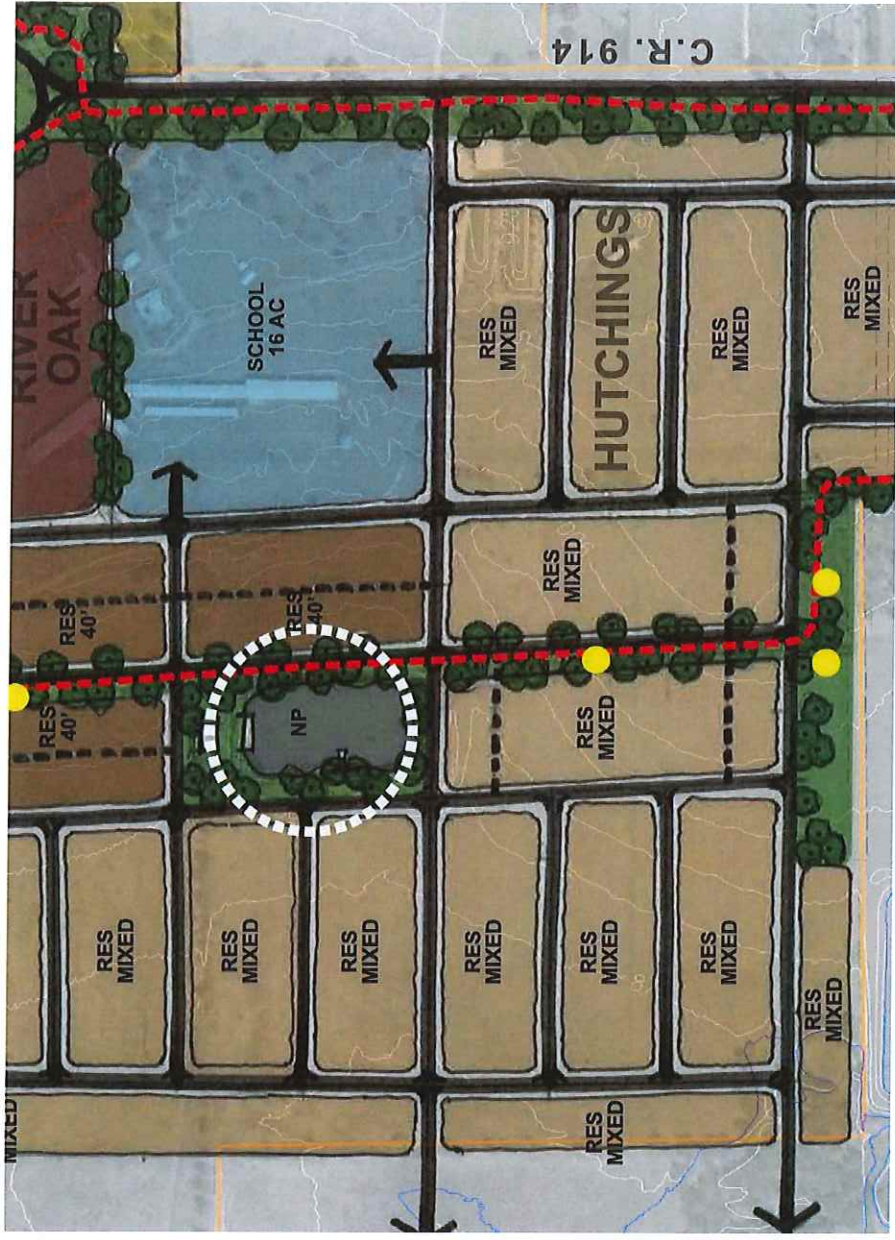 C.R. 914
RIVER
OAK
SCHOOL
16 AC
RES
MIXED
HUTCHINGS
RES
MIXED
RES
MIXED
RES
40'
RES
40'
RES
MIXED
RES
40'
NP
RES
MIXED
RES
MIXED
RES
MIXED
RES
MIXED
RES
MIXED
RES
MIXED
RES
MIXED
RES
MIXED
MIXED
RES
MIXED